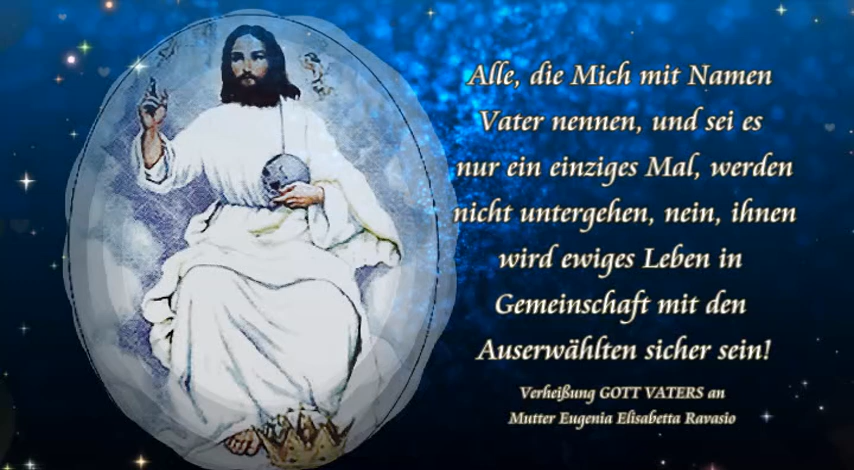 Alle, die Mich mit Namen
Vater nennen, und sei es
nur ein einziges Mal, werden
nicht untergehen, nein, ihnen
wird ewiges Leben in
Gemeinschaft mit den
Auserwählten sicher sein!
Verheißung GOTT VATERS an
Mutter Eugenia Elisabetta Ravasio